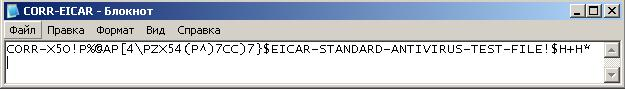 CORR-EICAR - Блокнот
Файл Правка Формат Вид Справка
CORR-X5O!P%@AP[4\PZX54(P^)7CC)7}$EICAR-STANDARD-ANTIVIRUS-TEST-FILE!$H+H*